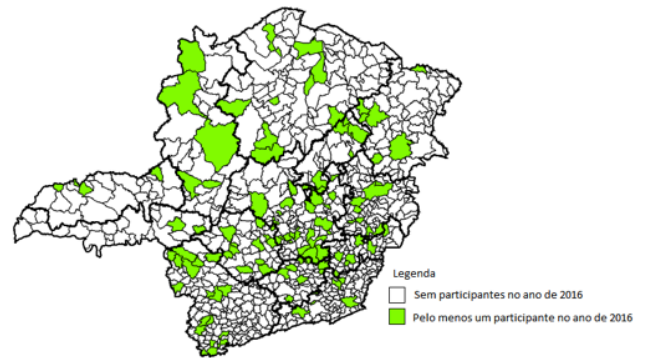 Legenda
Sem participantes no ano de 2016
Pelo menos um participante no ano de 2016